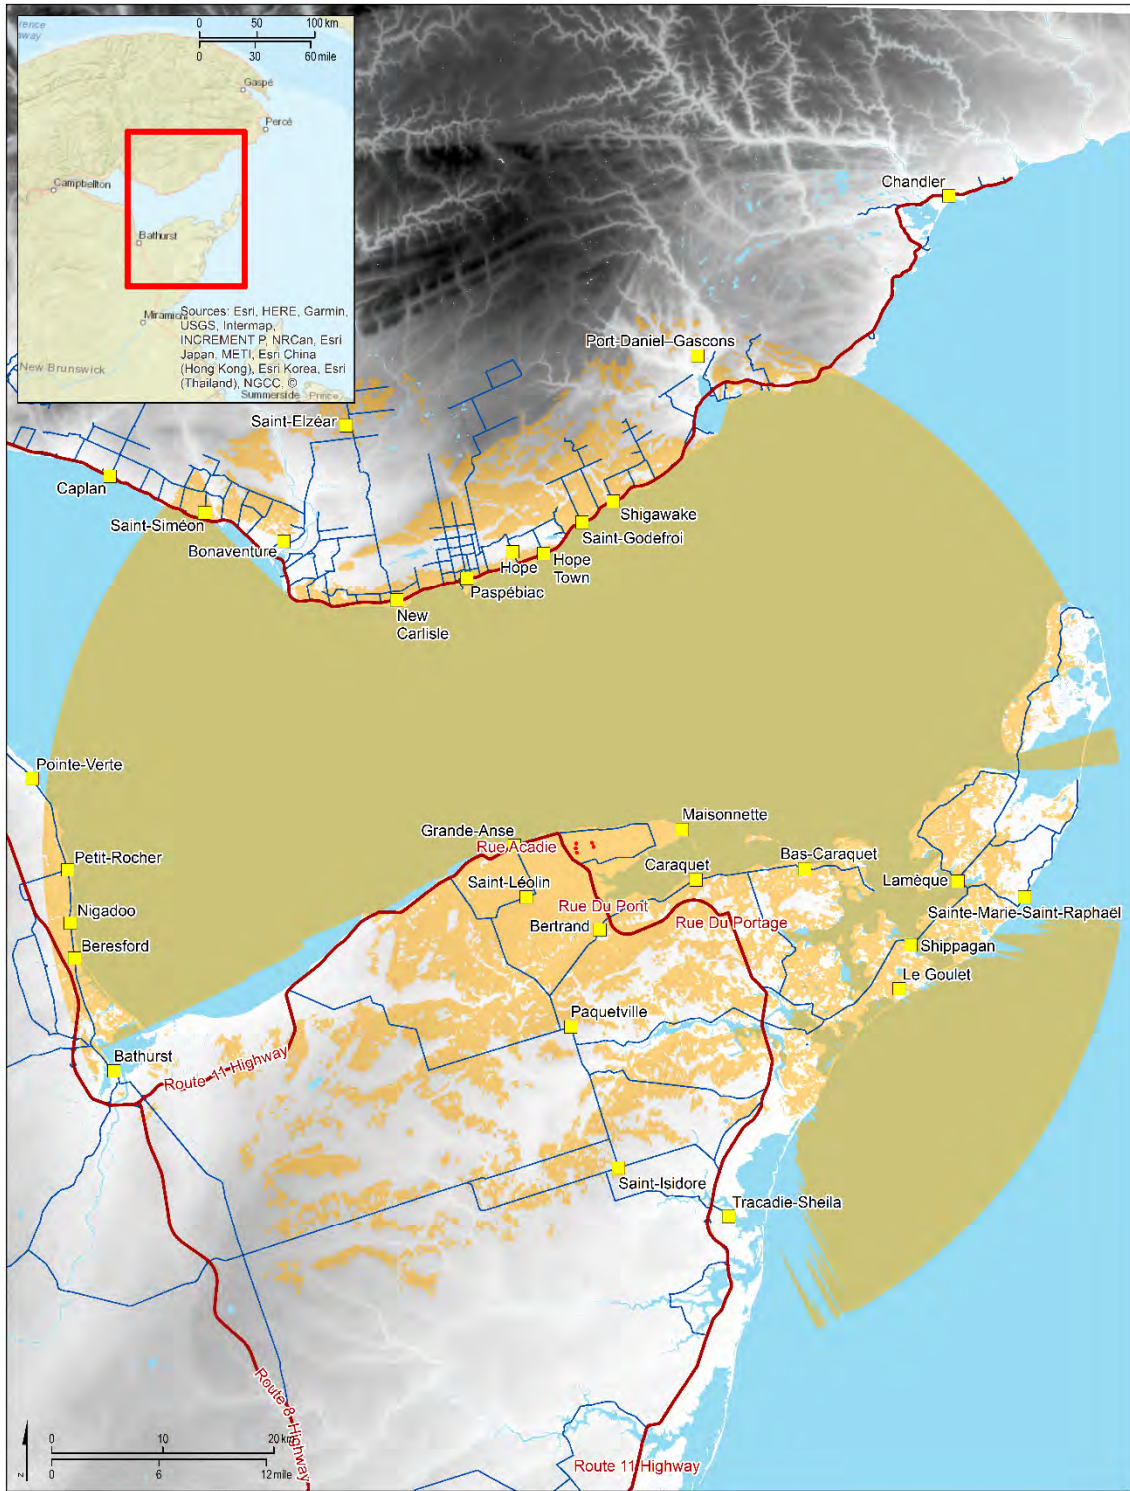 0 50 100 km
0 30 60 mile
Gaspé
Percé
Campbellton
Bathurst
Miramichi
New Brunswick
Summerside
Prince
Sources: Esri, HERE, Garmin,
USGS, Intermap,
INCREMENT P, NRCan, Esri
Japan, METI, Esri China
(Hong Kong), Esri Korea, Esri
(Thailand), NGCC, ©
Chandler
Port-Daniel–Gascons
Saint-Elzéar
Caplan
Saint-Siméon
Bonaventure
Shigawake
Saint-Godefroi
Hope
Town
Hope
Paspébiac
New
Carlisle
Pointe-Verte
Petit-Rocher
Nigadoo
Beresford
Bathurst
Grande-Anse
Rue Acadie
Maisonnette
Saint-Léolin
Caraquet
Bas-Caraquet
Rue Du Pont
Bertrand
Rue Du Portage
Lamèque
Sainte-Marie-Saint-Raphaël
Shippagan
Le Goulet
Paquetville
Route 11 Highway
Saint-Isidore
Tracadie-Sheila
Route 8 Highway
Route 11 Highway
0 10 20 km
0 6 12 mile
z